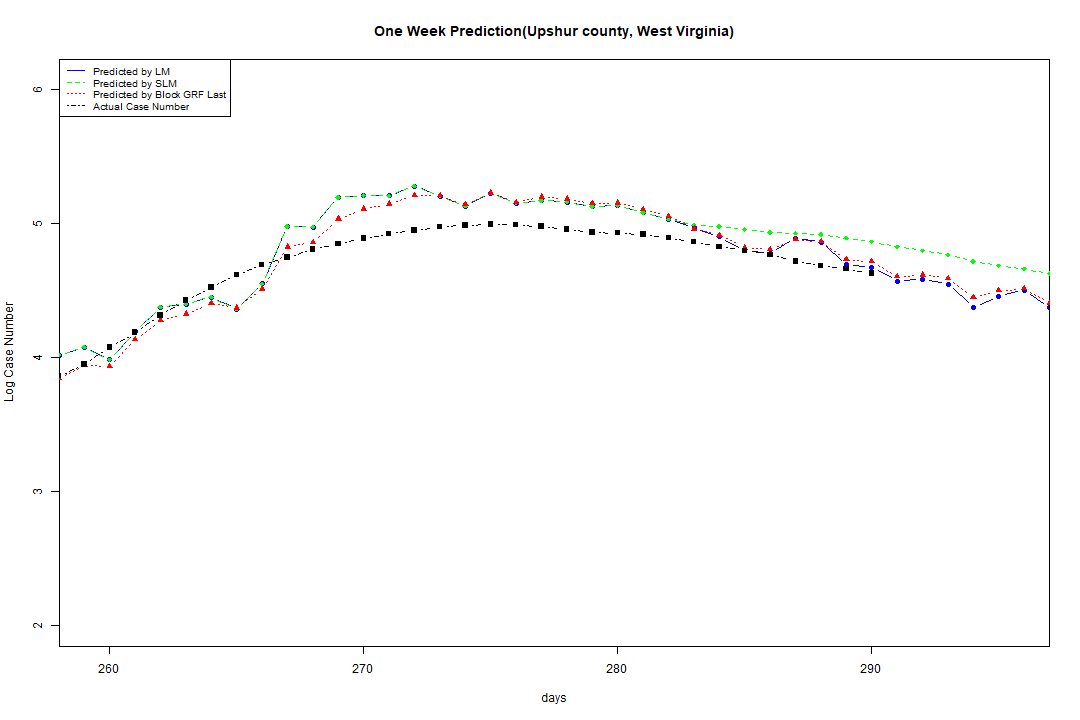 One Week Prediction(Upshur county, West Virginia)
Predicted by LM
Predicted by SLM
Predicted by Block GRF Last
Actual Case Number
6
5
4
3
2
Log Case Number
260 270 280 290
days